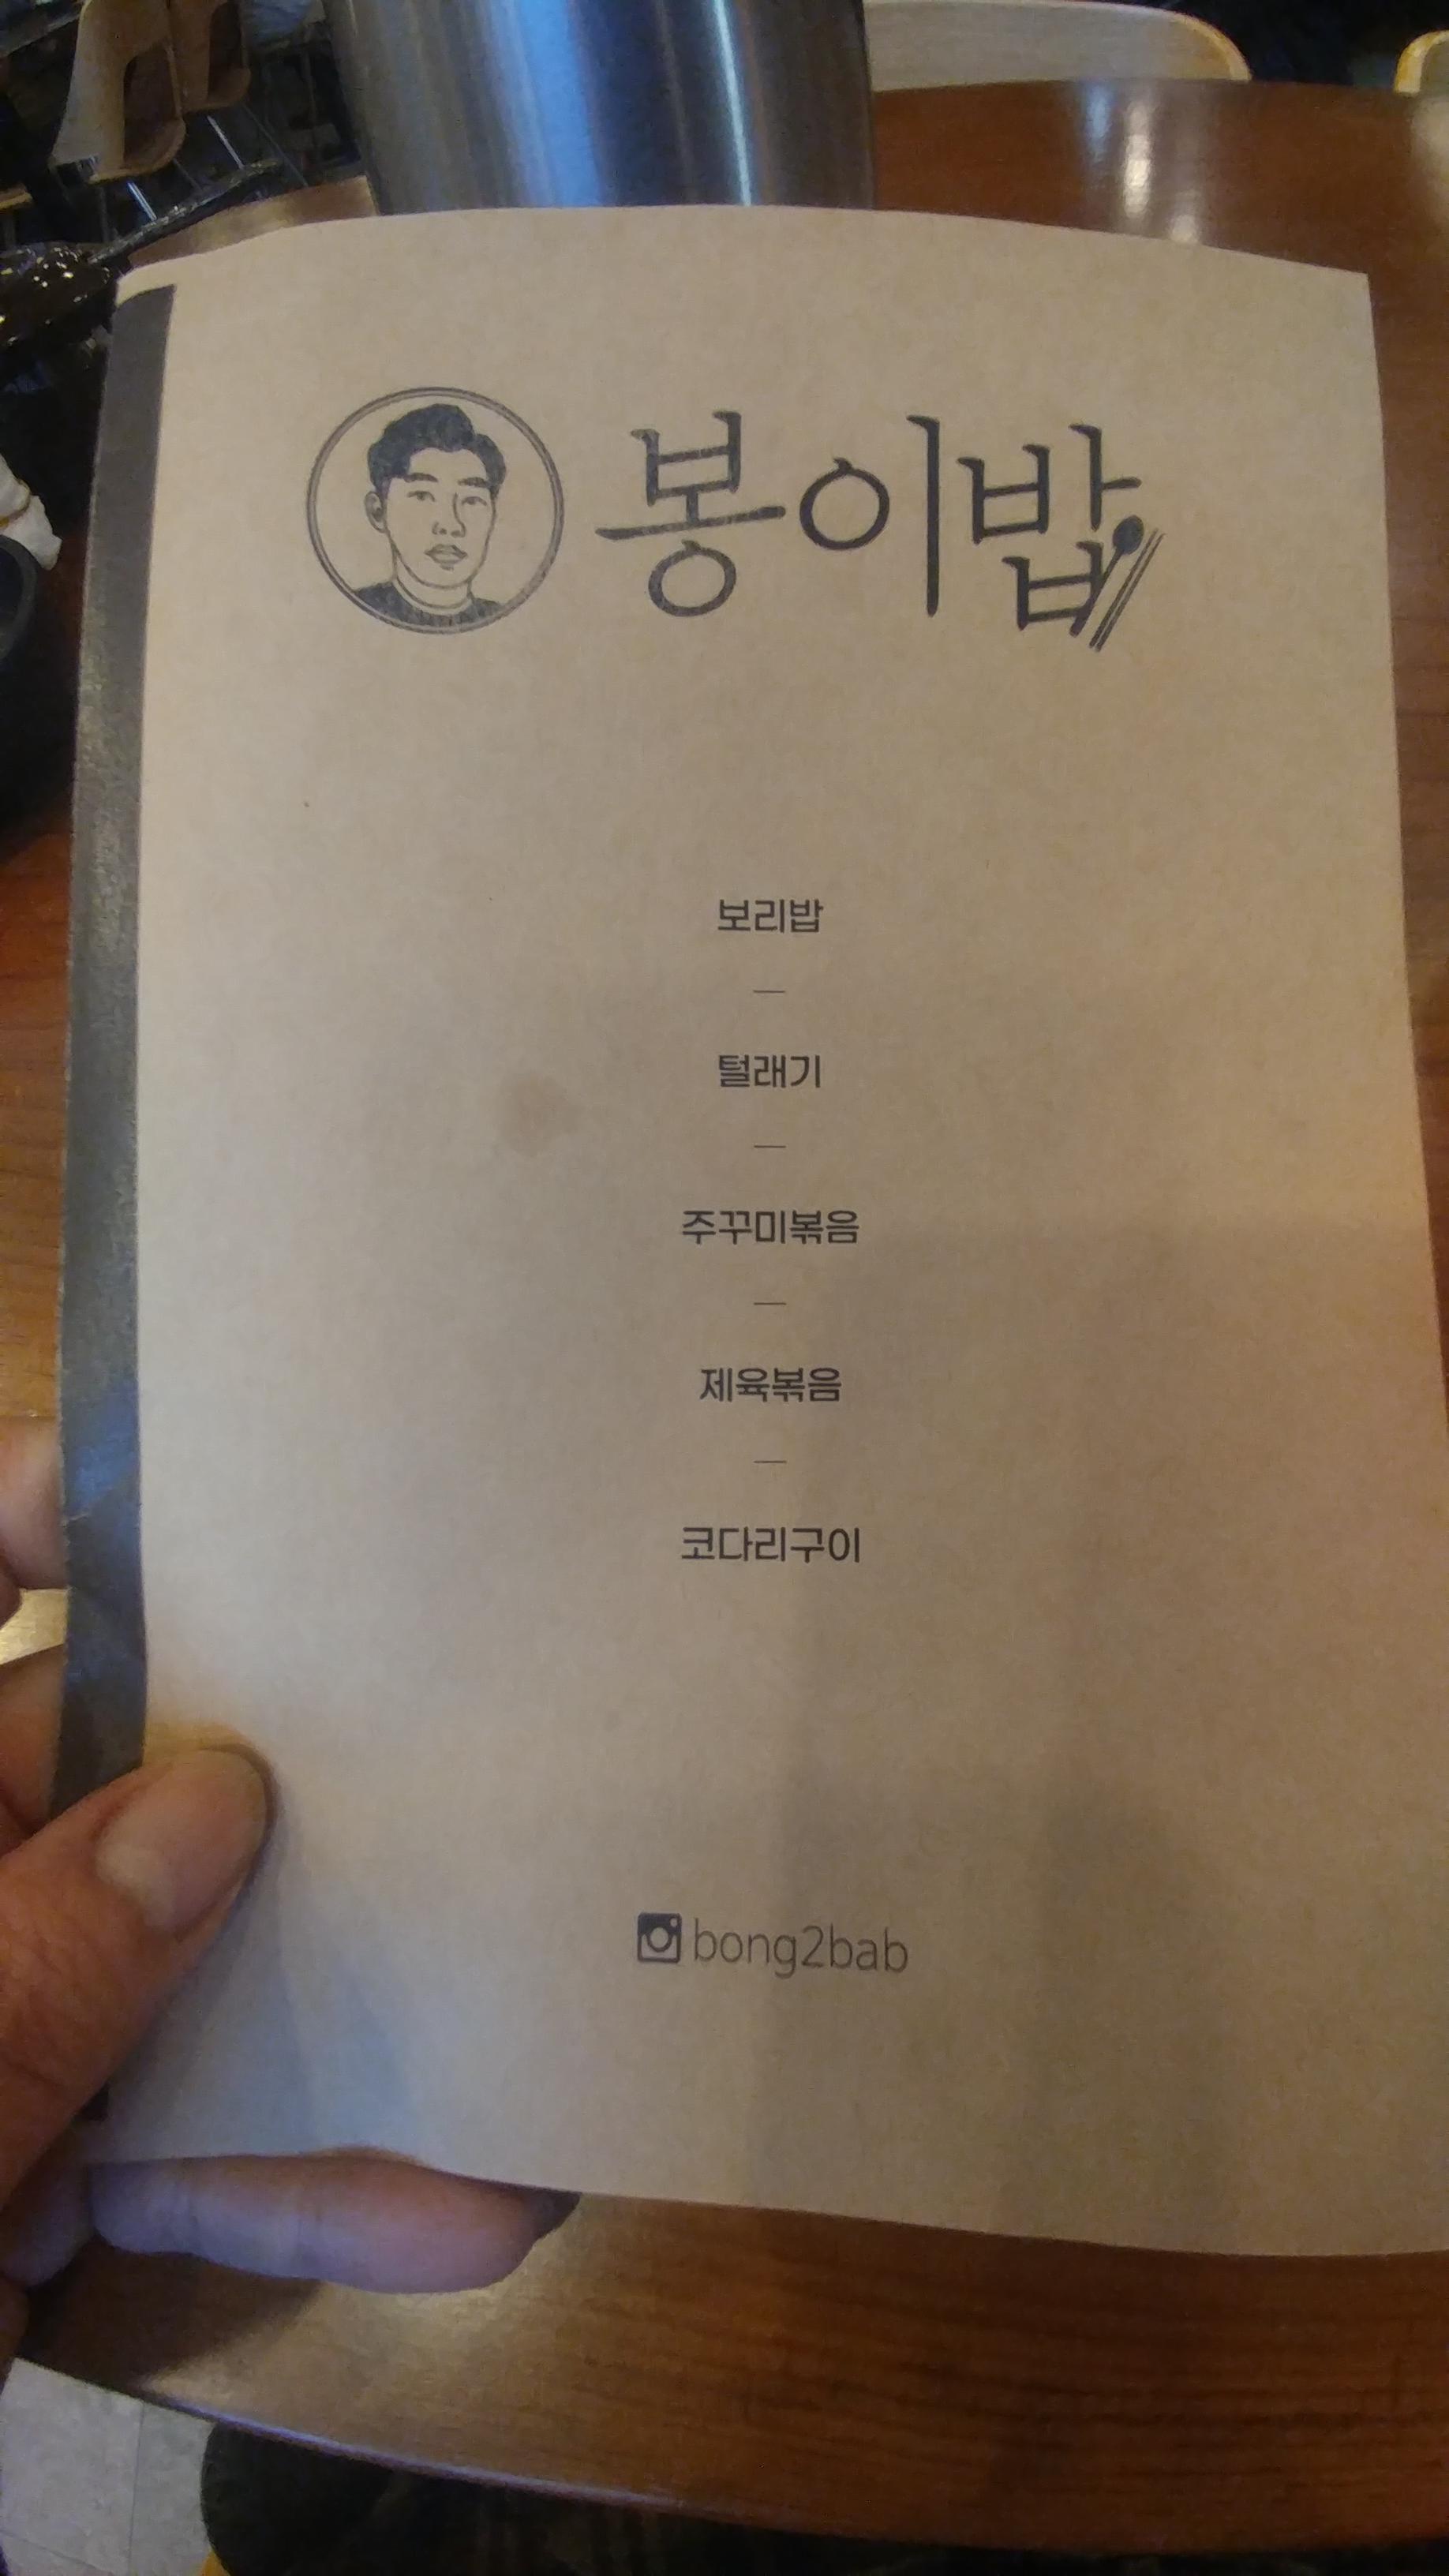 봉이밥
보리밥
털래기
주꾸미볶음
제육볶음
코다리구이
bong2bab